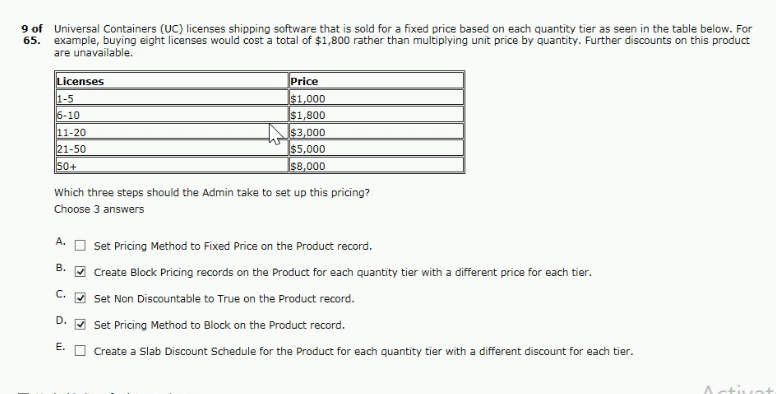 9 of Universal Containers (UC) licenses shipping software that is sold for a fixed price based on each quantity tier as seen in the table below. For
65. example, buying eight licenses would cost a total of $1,800 rather than multiplying unit price by quantity. Further discounts on this product
are unavailable.
Licenses Price
1-5 $1,000
6-10 $1,800
11-20 $3,000
21-50 $5,000
50+ $8,000
Which three steps should the Admin take to set up this pricing?
Choose 3 answers
A. Set Pricing Method to Fixed Price on the Product record.
B. Create Block Pricing records on the Product for each quantity tier with a different price for each tier.
C. Set Non Discountable to True on the Product record.
D. Set Pricing Method to Block on the Product record.
E. Create a Slab Discount Schedule for the Product for each quantity tier with a different discount for each tier.